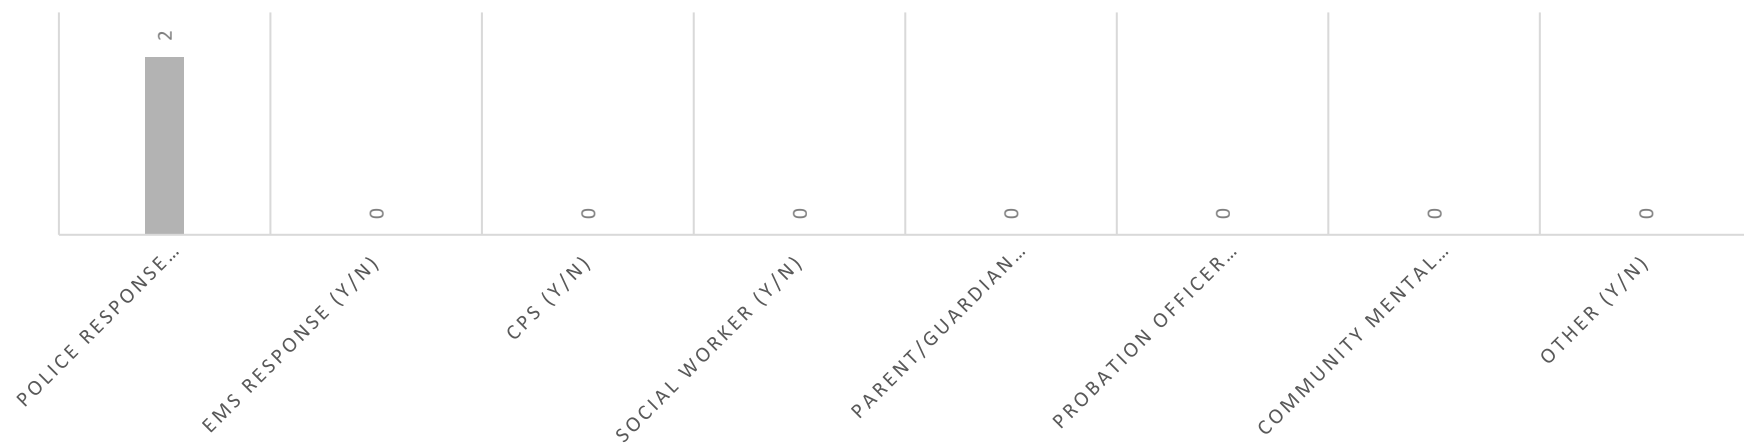 2
0
0
0
0
0
0
0
POLICE RESPONSE…
EMS RESPONSE (Y/N)
CPS (Y/N)
SOCIAL WORKER (Y/N)
PARENT/GUARDIAN…
PROBATION OFFICER…
COMMUNITY MENTAL…
OTHER (Y/N)